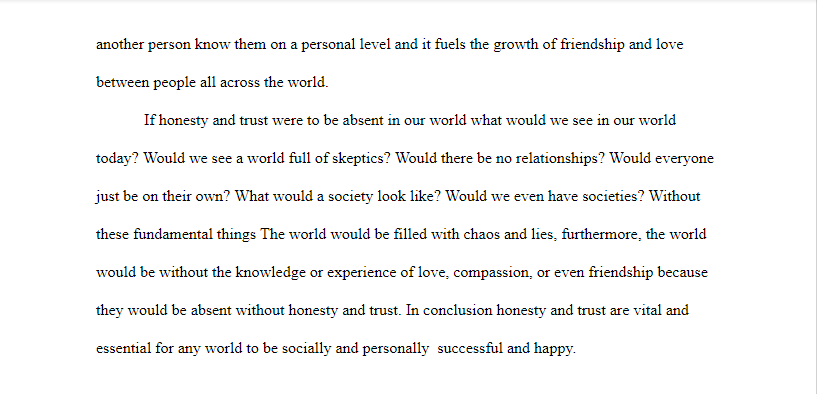 another person know them on a personal level and it fuels the growth of friendship and love
between people all across the world.
If honesty and trust were to be absent in our world what would we see in our world
today? Would we see a world full of skeptics? Would there be no relationships? Would everyone
just be on their own? What would a society look like? Would we even have societies? Without
these fundamental things The world would be filled with chaos and lies, furthermore, the world
would be without the knowledge or experience of love, compassion, or even friendship because
they would be absent without honesty and trust. In conclusion honesty and trust are vital and
essential for any world to be socially and personally  successful and happy.